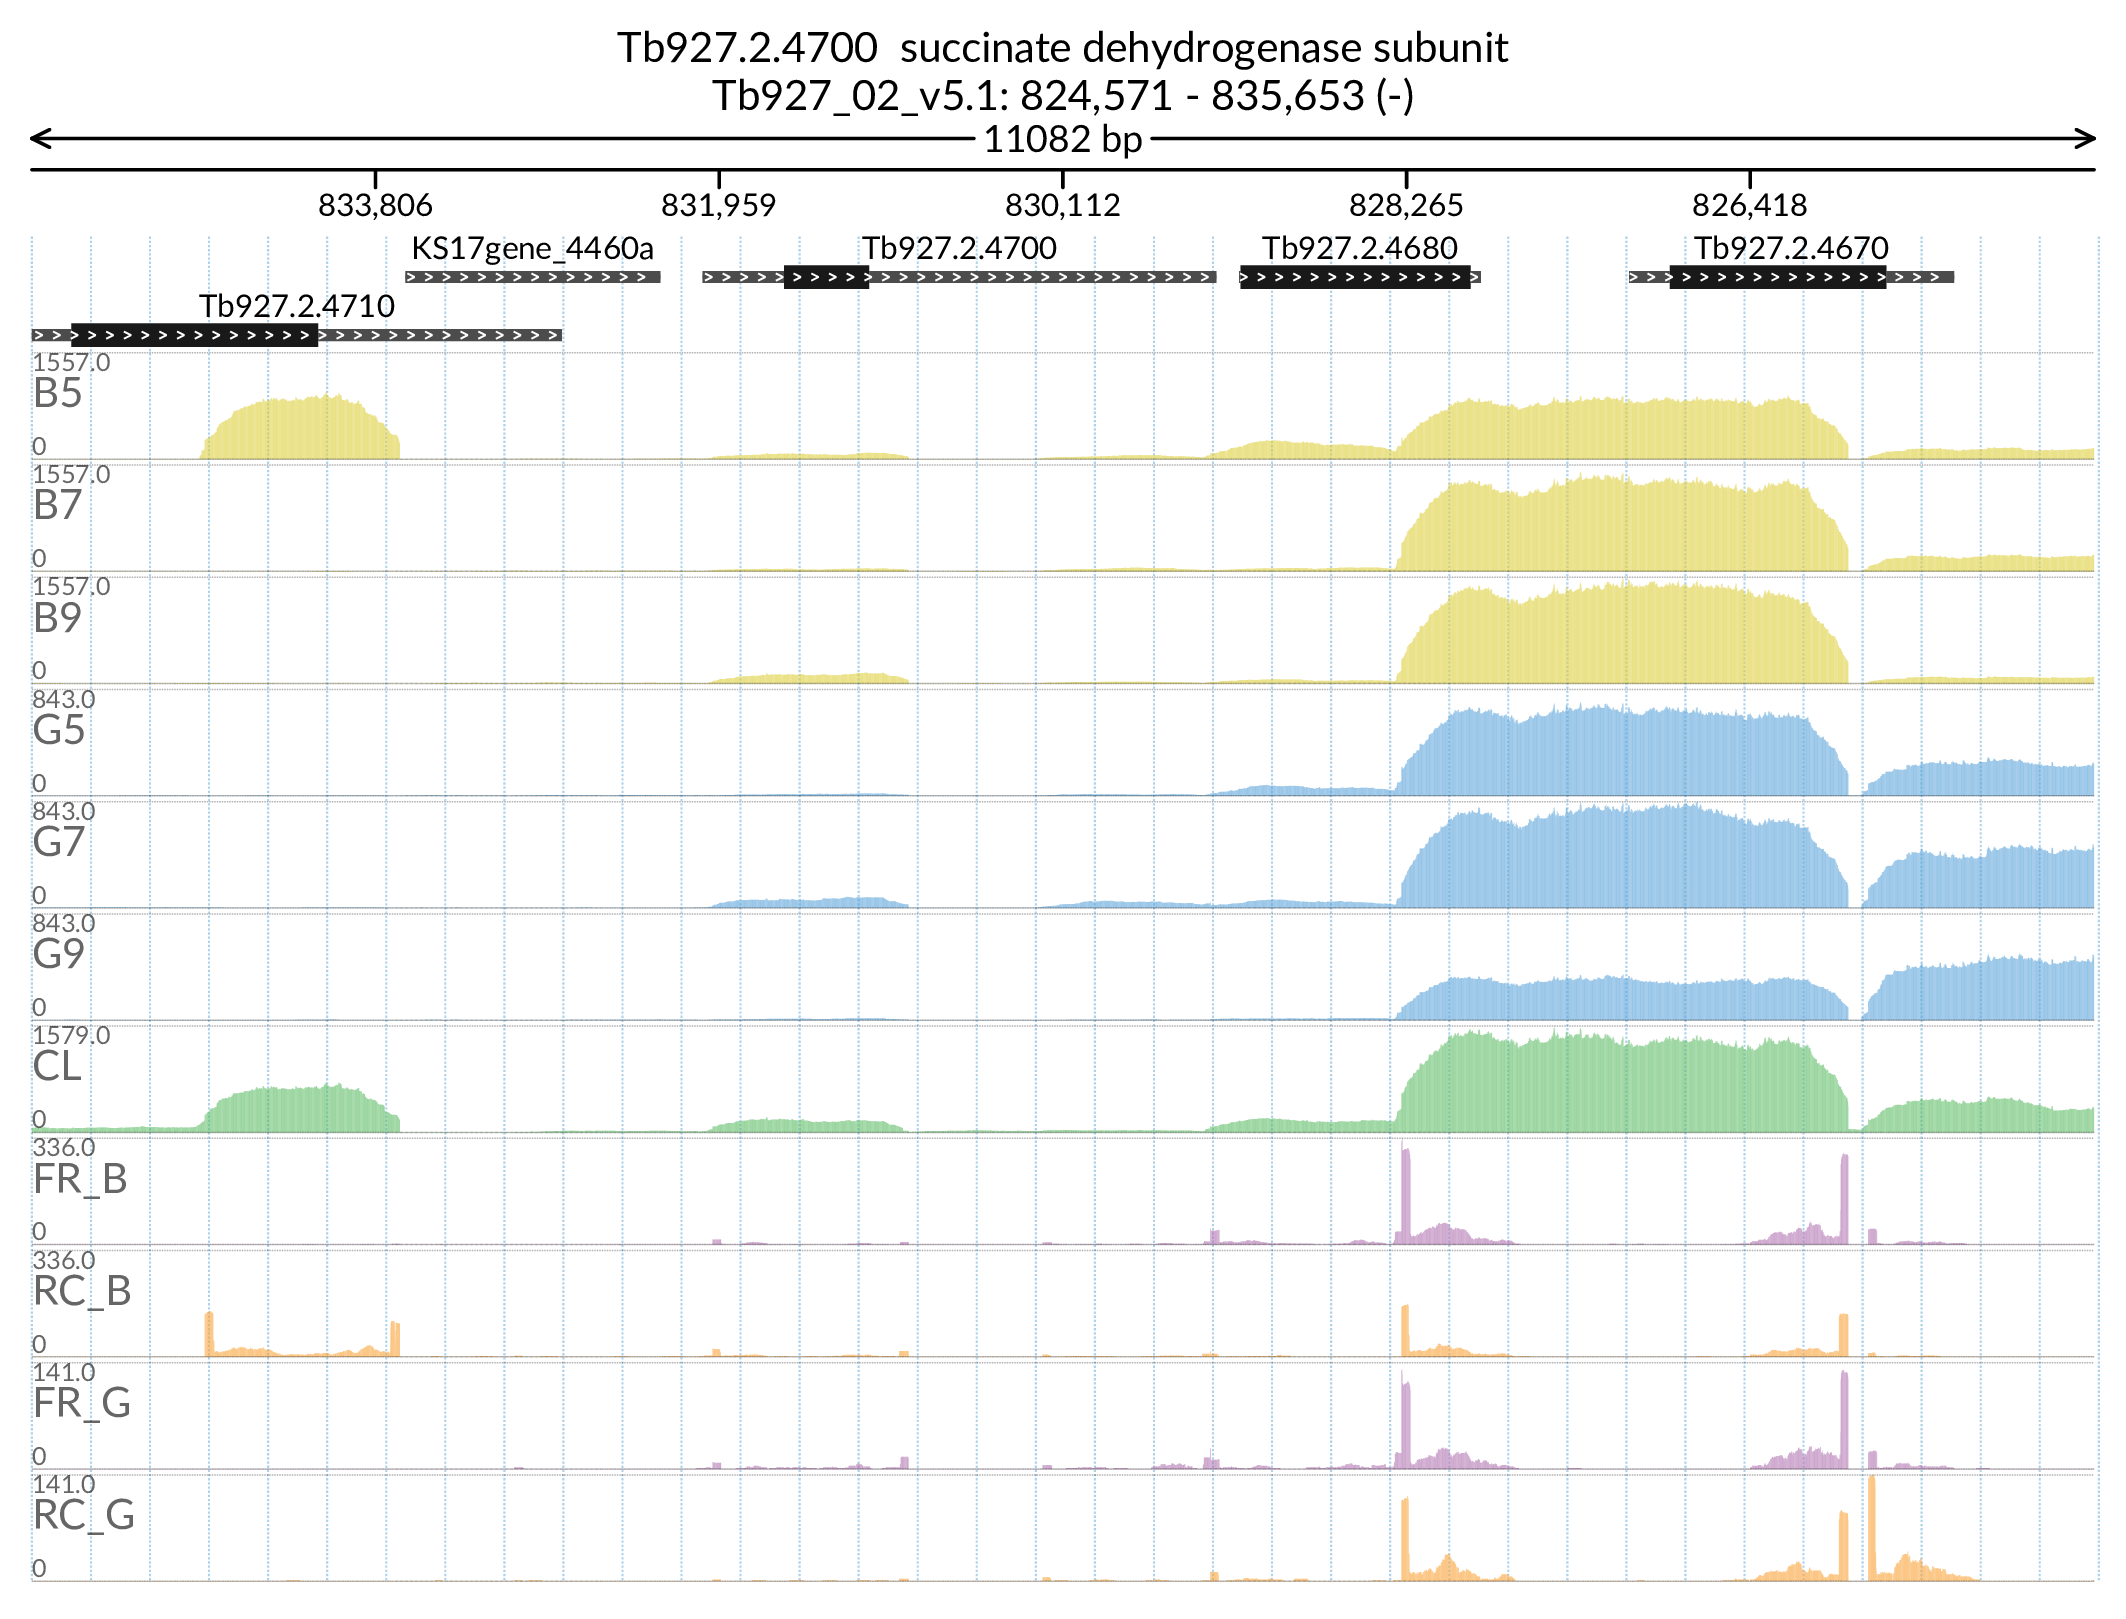 Tb927.2.4700  succinate dehydrogenase subunit
Tb927_02_v5.1: 824,571 - 835,653 (-)
11082 bp
833,806 831,959 830,112 828,265 826,418
KS17gene_4460a Tb927.2.4700 Tb927.2.4680 Tb927.2.4670
Tb927.2.4710
1557.0
B5
0
1557.0
B7
0
1557.0
B9
0
843.0
G5
0
843.0
G7
0
843.0
G9
0
1579.0
CL
0
336.0
FR_B
0
336.0
RC_B
0
141.0
FR_G
0
141.0
RC_G
0